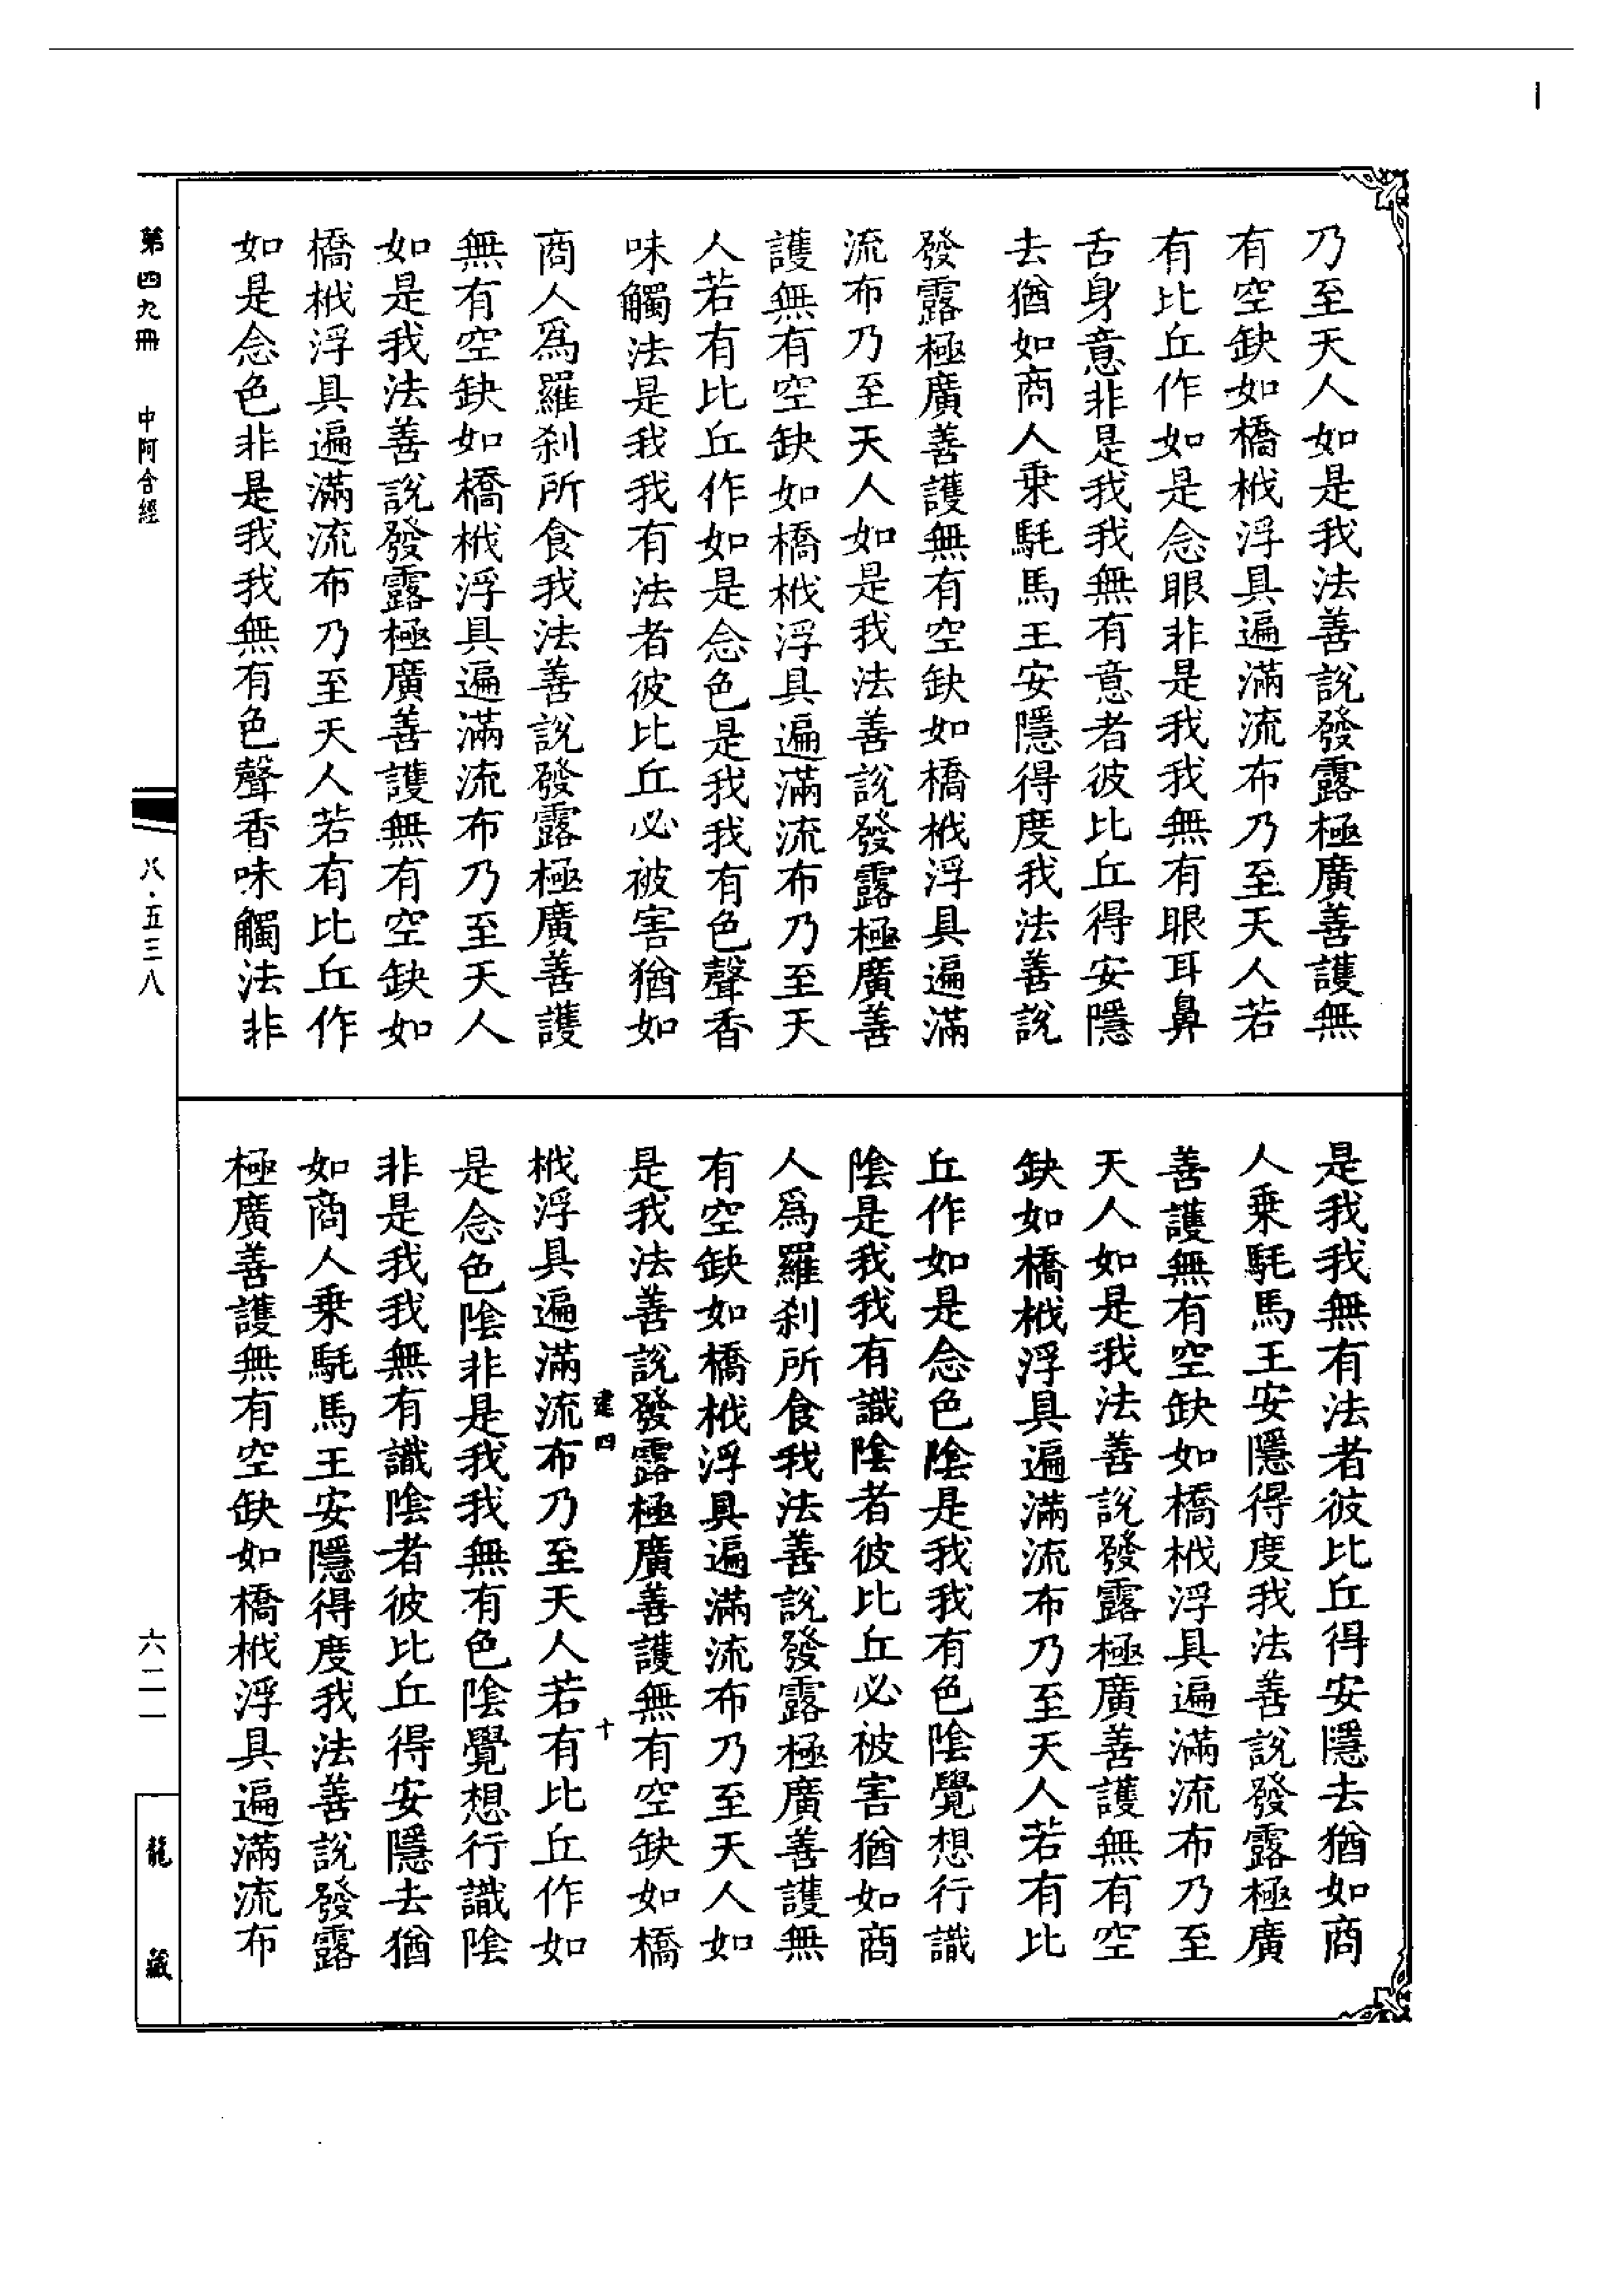 乃至天人如是我法善說發露極廣善護無
有空缺如橋栰浮具遍滿流布乃至天人若
有比丘作如是念眼非是我我無有眼耳鼻
舌身意非是我我無有意者彼比丘得安隱
去猶如商人乗駞馬王安隱得度我法善說
發露極廣善護無有空缺如橋栰浮具遍滿
流布乃至天人如是我法善說發露極廣善
護無有空缺如橋栰浮具遍滿流布乃至天
人若有比丘作如是念色是我我有色聲香
味觸法是我我有法者彼比丘必被害猶如
商人爲羅刹所食我法善說發露極廣善護
無有空缺如橋栰浮具遍滿流布乃至天人
如是我法善說發露極廣善護無有空缺如
橋栰浮具遍滿流布乃至天人若有比丘作
如是念色非是我我無有色聲香味觸法非
是我我無有法者彼比丘得安隱去猶如商
人乗駞馬王安隱得度我法善說發露極廣
善護無有空缺如橋栰浮具遍滿流布乃至
天人如是我法善說發露極廣善護無有空
缺如橋栰浮具遍滿流布乃至天人若有比
丘作如是念色陰是我我有色陰覺想行識
陰是我我有識陰者彼比丘必被害猶如商
人爲羅刹所食我法善說發露極廣善護無
有空缺如橋栰浮具遍滿流布乃至天人如
是我法善說發露極廣善護無有空缺如橋
建四 十
栰浮具遍滿流布乃至天人若有比丘作如
是念色陰非是我我無有色陰覺想行識陰
非是我我無有識陰者彼比丘得安隱去猶
如商人乗駞馬王安隱得度我法善說發露
極廣善護無有空缺如橋栰浮具遍滿流布
第四九冊 中阿含經 八·五三八 六二一 龍藏